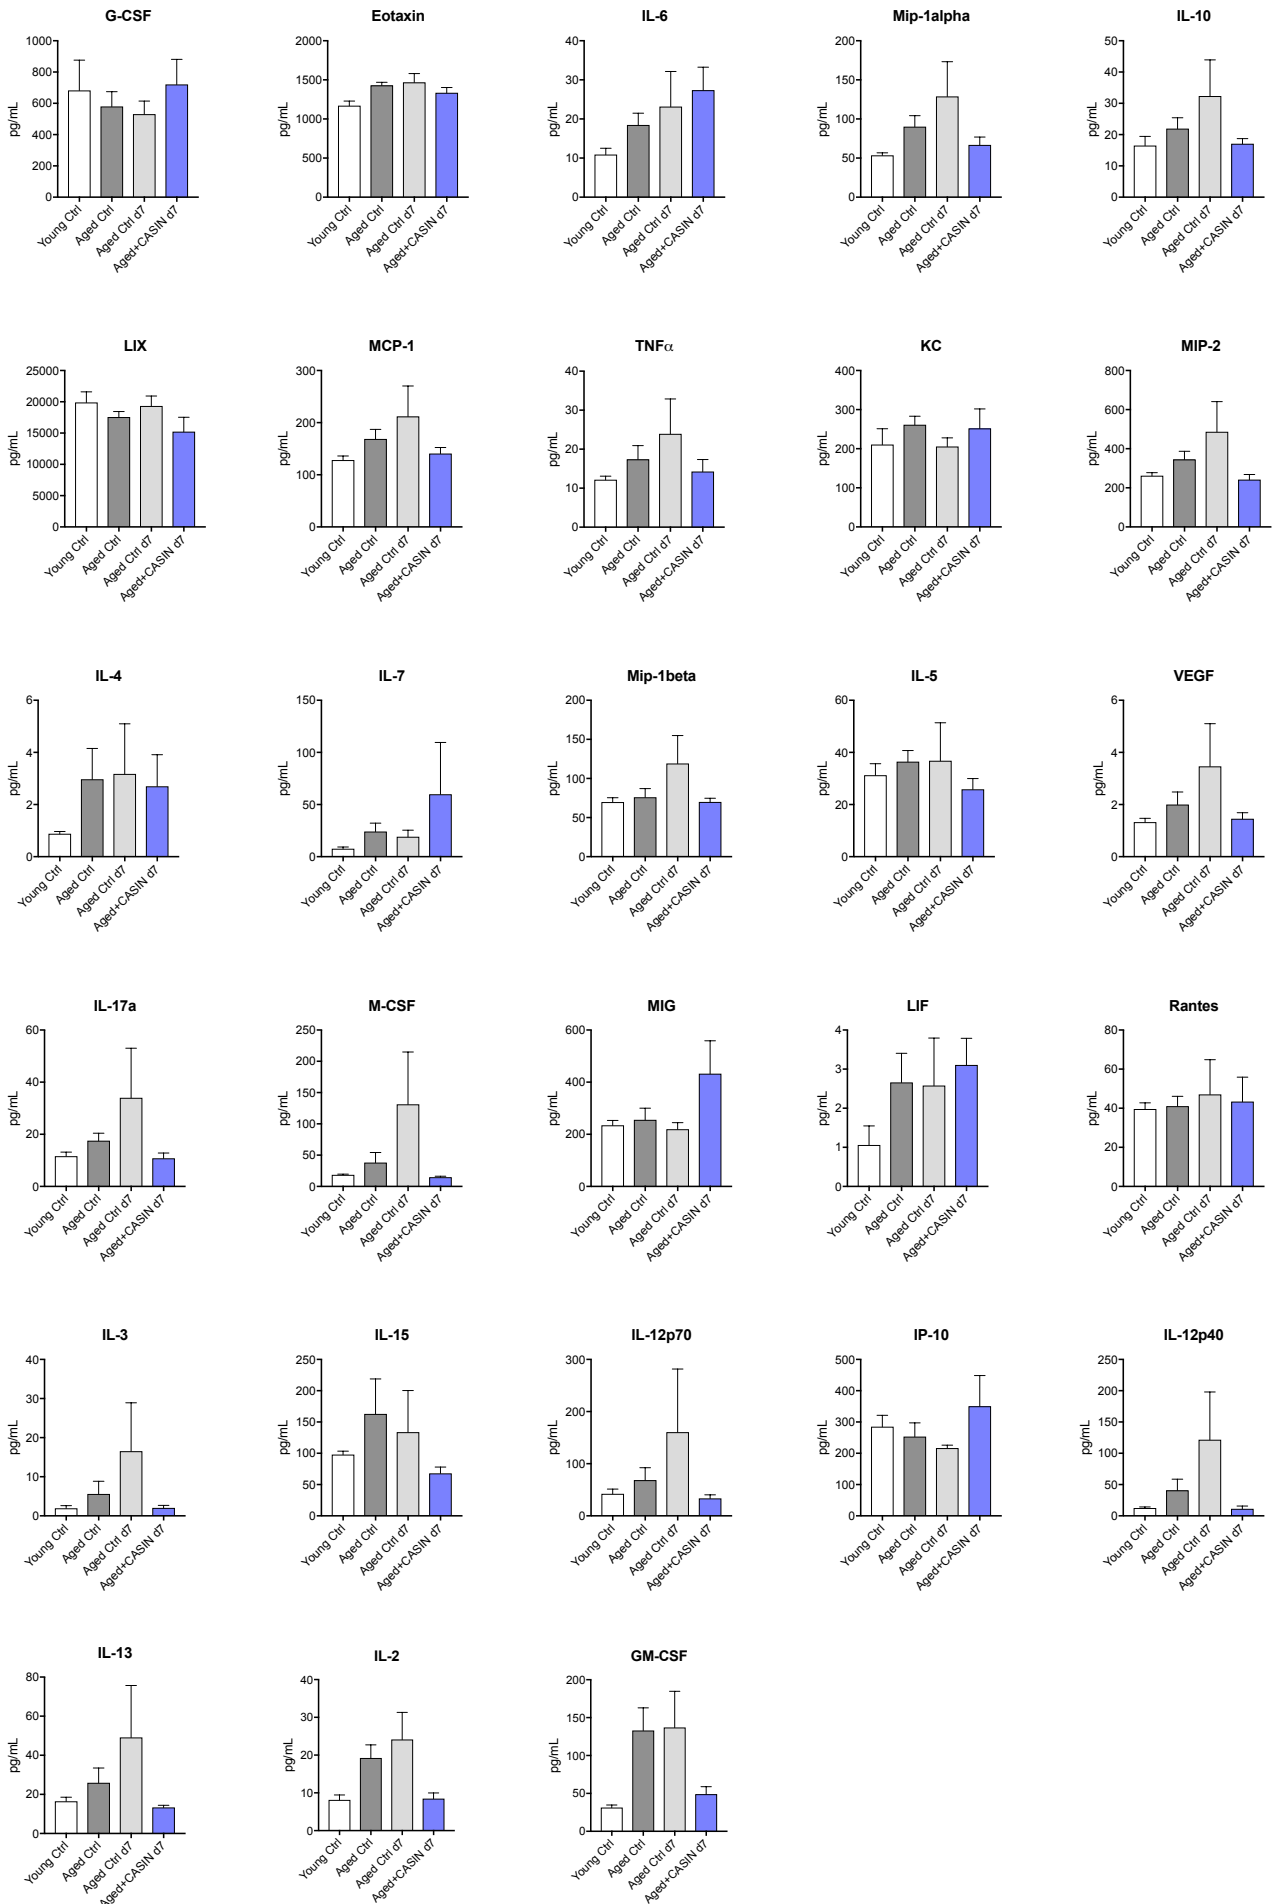 G-CSF
1000
800
600
400
200
0
pg/mL
Young Ctrl
Aged Ctrl
Aged Ctrl d7
Aged+CASIN d7
Eotaxin
2000
1500
1000
500
0
pg/mL
Young Ctrl
Aged Ctrl
Aged Ctrl d7
Aged+CASIN d7
IL-6
40
30
20
10
0
pg/mL
Young Ctrl
Aged Ctrl
Aged Ctrl d7
Aged+CASIN d7
Mip-1alpha
200
150
100
50
0
pg/mL
Young Ctrl
Aged Ctrl
Aged Ctrl d7
Aged+CASIN d7
IL-10
50
40
30
20
10
0
pg/mL
Young Ctrl
Aged Ctrl
Aged Ctrl d7
Aged+CASIN d7
LIX
25000
20000
15000
10000
5000
0
pg/mL
Young Ctrl
Aged Ctrl
Aged Ctrl d7
Aged+CASIN d7
MCP-1
300
200
100
0
pg/mL
Young Ctrl
Aged Ctrl
Aged Ctrl d7
Aged+CASIN d7
TNFα
40
30
20
10
0
pg/mL
Young Ctrl
Aged Ctrl
Aged Ctrl d7
Aged+CASIN d7
KC
400
300
200
100
0
pg/mL
Young Ctrl
Aged Ctrl
Aged Ctrl d7
Aged+CASIN d7
MIP-2
800
600
400
200
0
pg/mL
Young Ctrl
Aged Ctrl
Aged Ctrl d7
Aged+CASIN d7
IL-4
6
4
2
0
pg/mL
Young Ctrl
Aged Ctrl
Aged Ctrl d7
Aged+CASIN d7
IL-7
150
100
50
0
pg/mL
Young Ctrl
Aged Ctrl
Aged Ctrl d7
Aged+CASIN d7
Mip-1beta
200
150
100
50
0
pg/mL
Young Ctrl
Aged Ctrl
Aged Ctrl d7
Aged+CASIN d7
IL-5
60
40
20
0
pg/mL
Young Ctrl
Aged Ctrl
Aged Ctrl d7
Aged+CASIN d7
VEGF
6
4
2
0
pg/mL
Young Ctrl
Aged Ctrl
Aged Ctrl d7
Aged+CASIN d7
IL-17a
60
40
20
0
pg/mL
Young Ctrl
Aged Ctrl
Aged Ctrl d7
Aged+CASIN d7
M-CSF
250
200
150
100
50
0
pg/mL
Young Ctrl
Aged Ctrl
Aged Ctrl d7
Aged+CASIN d7
MIG
600
400
200
0
pg/mL
Young Ctrl
Aged Ctrl
Aged Ctrl d7
Aged+CASIN d7
LIF
4
3
2
1
0
pg/mL
Young Ctrl
Aged Ctrl
Aged Ctrl d7
Aged+CASIN d7
Rantes
80
60
40
20
0
pg/mL
Young Ctrl
Aged Ctrl
Aged Ctrl d7
Aged+CASIN d7
IL-3
40
30
20
10
0
pg/mL
Young Ctrl
Aged Ctrl
Aged Ctrl d7
Aged+CASIN d7
IL-15
250
200
150
100
50
0
pg/mL
Young Ctrl
Aged Ctrl
Aged Ctrl d7
Aged+CASIN d7
IL-12p70
300
200
100
0
pg/mL
Young Ctrl
Aged Ctrl
Aged Ctrl d7
Aged+CASIN d7
IP-10
500
400
300
200
100
0
pg/mL
Young Ctrl
Aged Ctrl
Aged Ctrl d7
Aged+CASIN d7
IL-12p40
250
200
150
100
50
0
pg/mL
Young Ctrl
Aged Ctrl
Aged Ctrl d7
Aged+CASIN d7
IL-13
80
60
40
20
0
pg/mL
Young Ctrl
Aged Ctrl
Aged Ctrl d7
Aged+CASIN d7
IL-2
40
30
20
10
0
pg/mL
Young Ctrl
Aged Ctrl
Aged Ctrl d7
Aged+CASIN d7
GM-CSF
200
150
100
50
0
pg/mL
Young Ctrl
Aged Ctrl
Aged Ctrl d7
Aged+CASIN d7